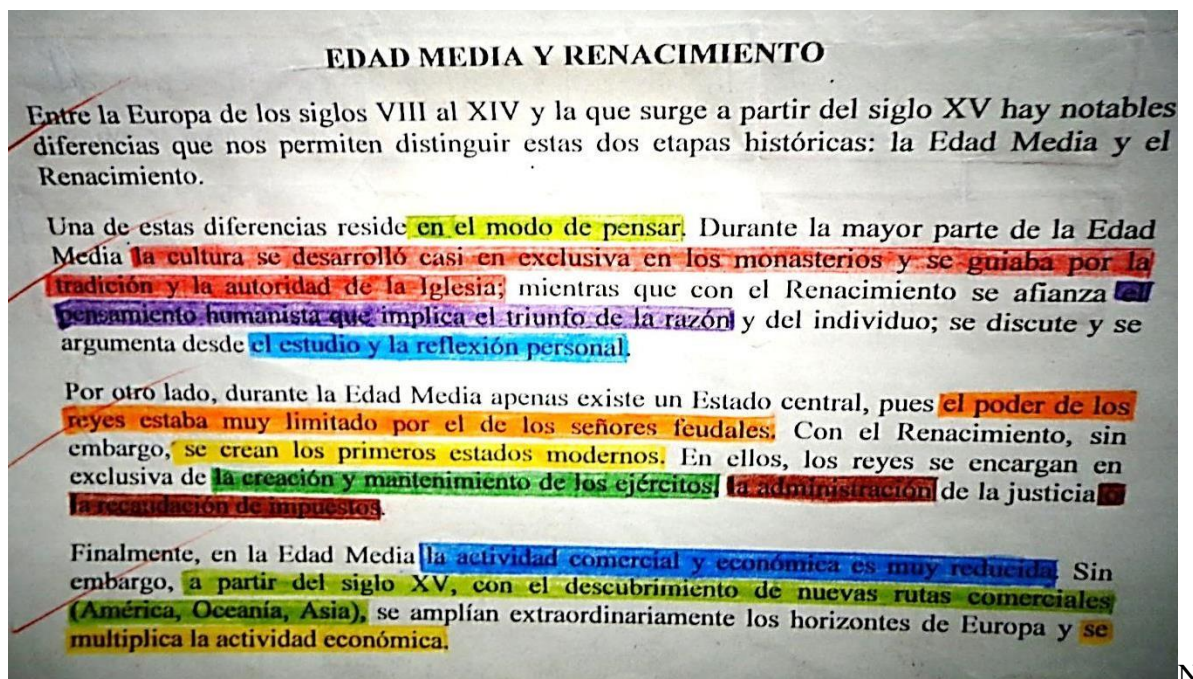 EDAD MEDIA Y RENACIMIENTO
Entre la Europa de los siglos VIII al XIV y la que surge a partir del siglo XV hay notables
diferencias que nos permiten distinguir estas dos etapas históricas: la Edad Media y el
Renacimiento.
Una de estas diferencias reside en el modo de pensar. Durante la mayor parte de la Edad
Media la cultura se desarrolló casi en exclusiva en los monasterios y se guiaba por la
tradición y la autoridad de la Iglesia; mientras que con el Renacimiento se afianza el
pensamiento humanista que implica el triunfo de la razón y del individuo; se discute y se
argumenta desde el estudio y la reflexión personal.
Por otro lado, durante la Edad Media apenas existe un Estado central, pues el poder de los
reyes estaba muy limitado por el de los señores feudales. Con el Renacimiento, sin
embargo, se crean los primeros estados modernos. En ellos, los reyes se encargan en
exclusiva de la creación y mantenimiento de los ejércitos, la administración de la justicia o
la recaudación de impuestos.
Finalmente, en la Edad Media la actividad comercial y económica es muy reducida. Sin
embargo, a partir del siglo XV, con el descubrimiento de nuevas rutas comerciales
(América, Oceanía, Asia), se amplían extraordinariamente los horizontes de Europa y se
multiplica la actividad económica.
N